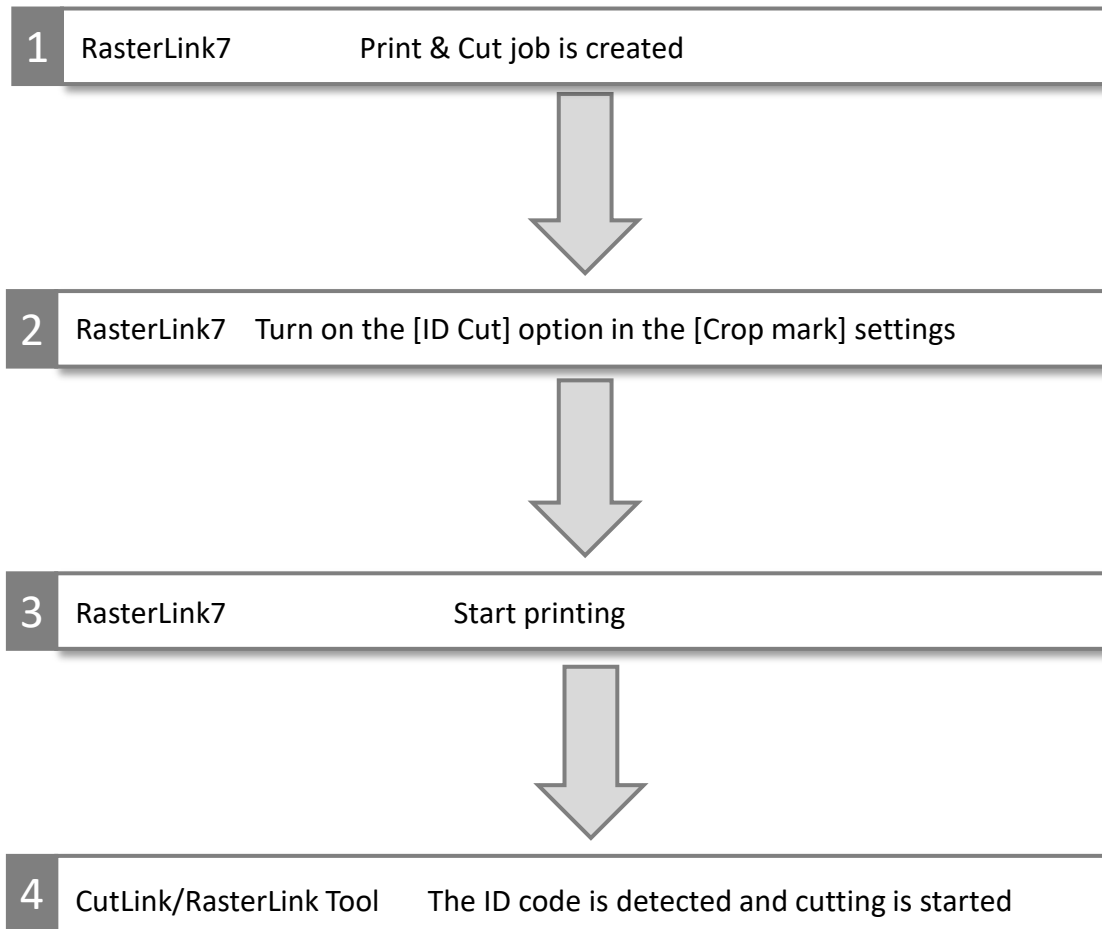 1 RasterLink7 Print & Cut job is created
2 RasterLink7 Turn on the [ID Cut] option in the [Crop mark] settings
3 RasterLink7 Start printing
4 CutLink/RasterLink Tool The ID code is detected and cutting is started